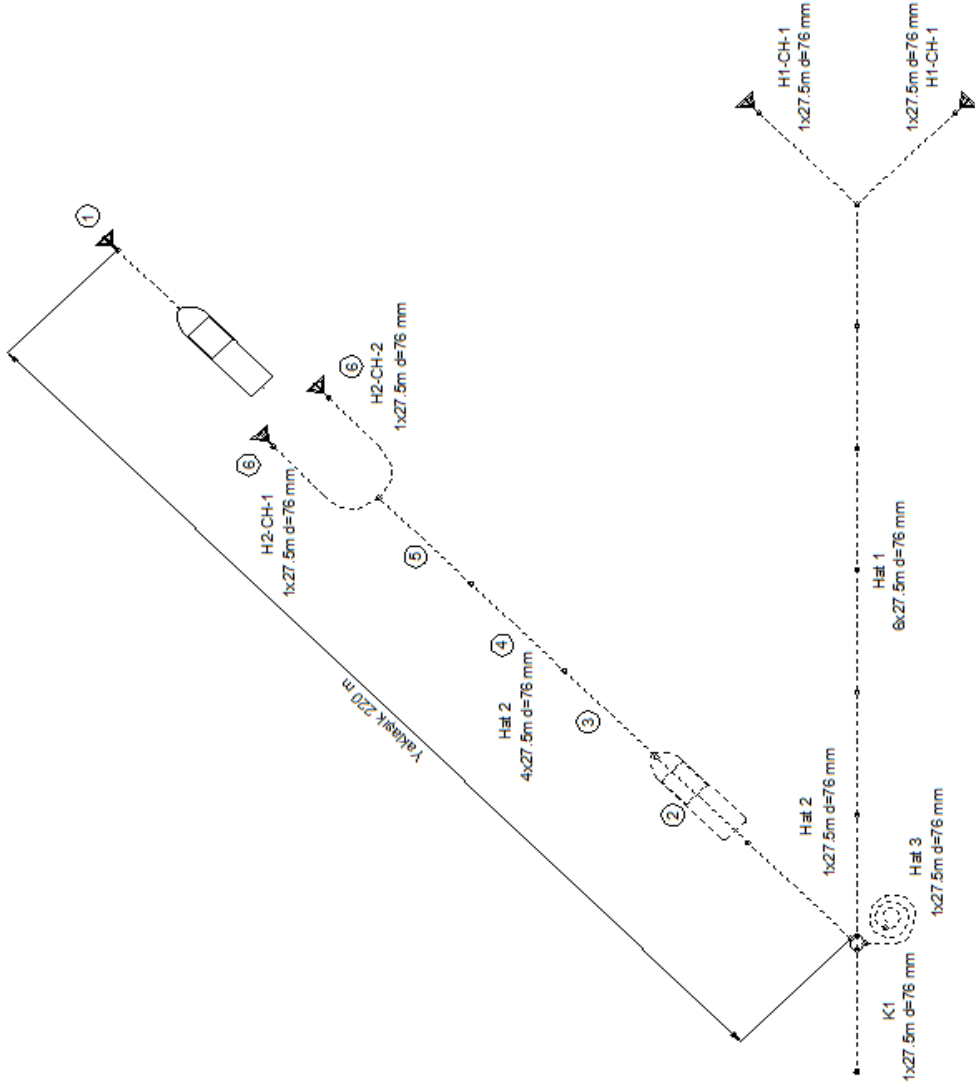 1
H1-CH-1
1x27.5m d=76 mm
1x27.5m d=76 mm
H1-CH-1
6
H2-CH-2
1x27.5m d=76 mm
6
H2-CH-1
1x27.5m d=76 mm
5
4
Hat 2
4x27.5m d=76 mm
3
Yaklaşık 220 m
2
Hat 1
6x27.5m d=76 mm
Hat 2
1x27.5m d=76 mm
Hat 3
1x27.5m d=76 mm
K1
1x27.5m d=76 mm